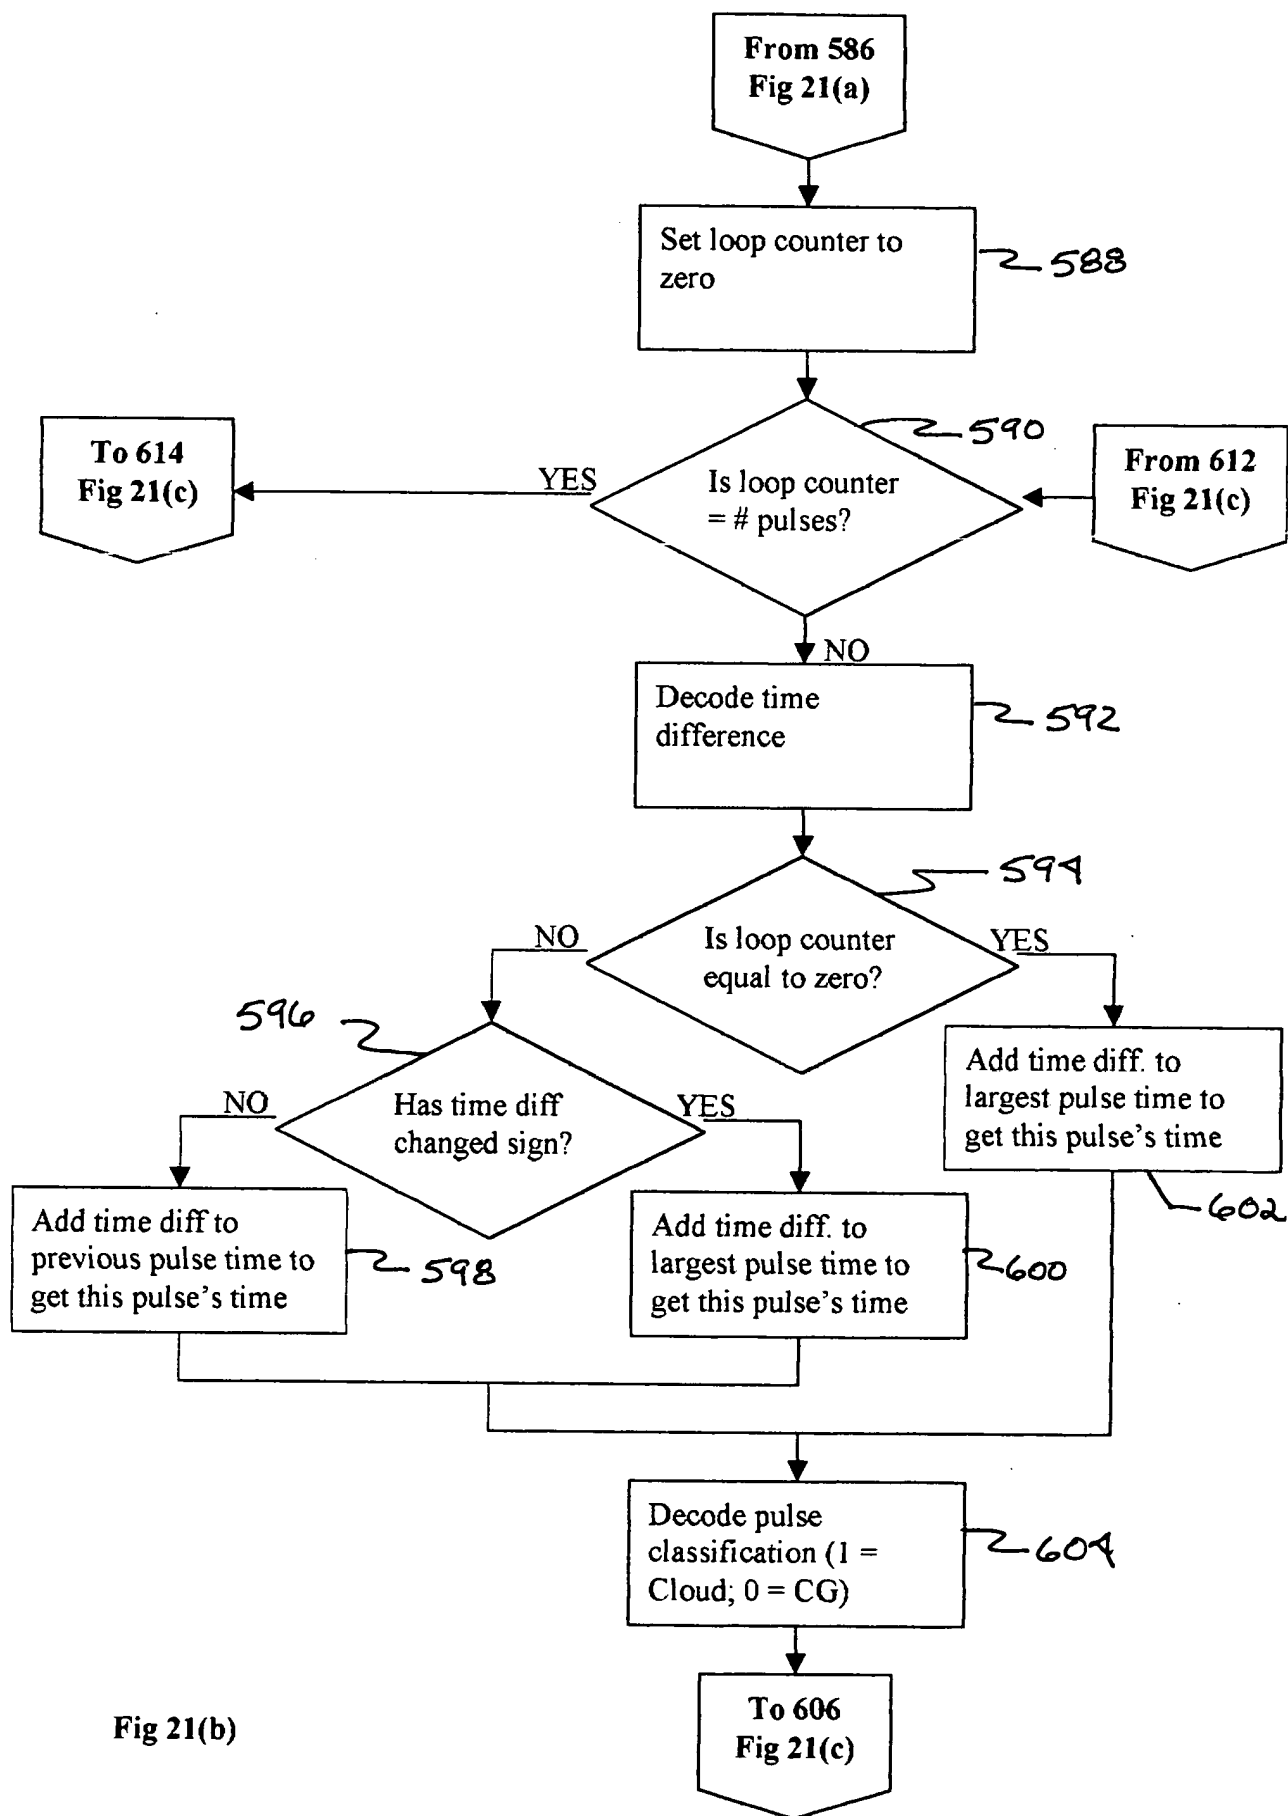 From 586
Fig 21(a)
Set loop counter to
zero
588
590
To 614
Fig 21(c)
YES
Is loop counter
= # pulses?
From 612
Fig 21(c)
NO
Decode time
difference
592
594
NO
Is loop counter
equal to zero?
YES
596
NO
Has time diff
changed sign?
YES
Add time diff. to
largest pulse time to
get this pulse's time
602
Add time diff to
previous pulse time to
get this pulse's time
598
Add time diff. to
largest pulse time to
get this pulse's time
600
Decode pulse
classification (1 =
Cloud; 0 = CG)
604
To 606
Fig 21(c)
Fig 21(b)